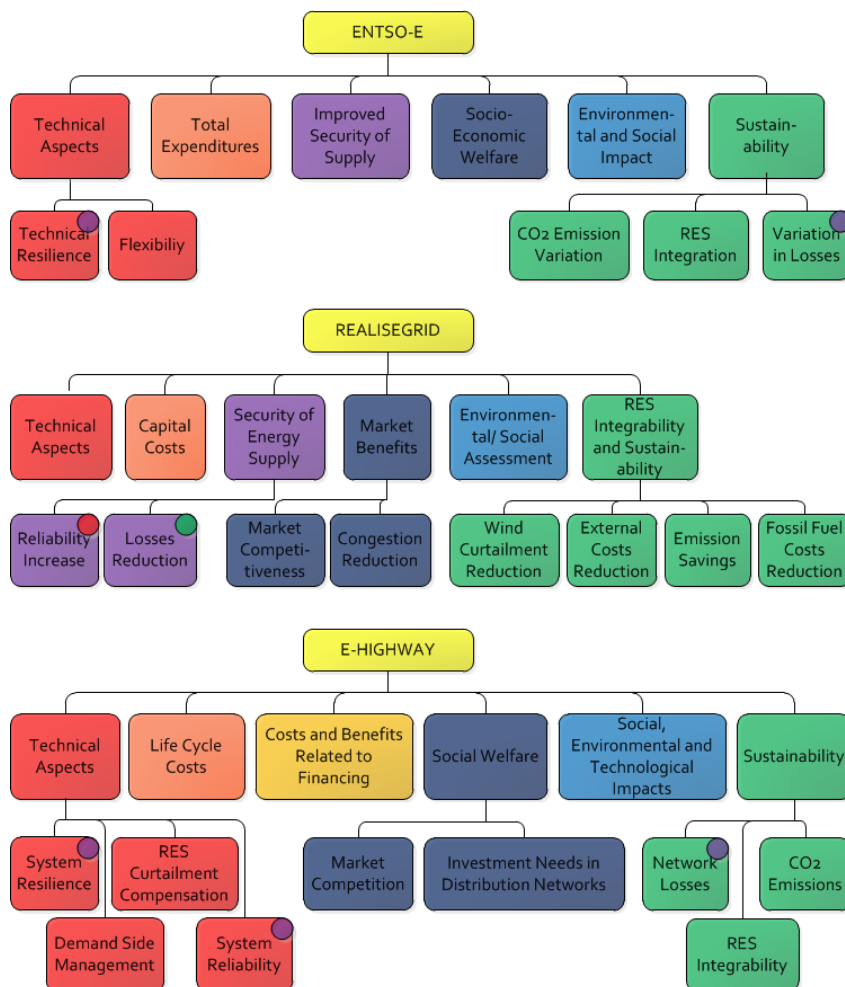 ENTSO-E
Technical
Aspects
Total
Expenditures
Improved
Security of
Supply
Socio-
Economic
Welfare
Environmen-
tal and Social
Impact
Sustain-
ability
Technical
Resilience
Flexibiliy
CO2 Emission
Variation
RES
Integration
Variation
in Losses
REALISEGRID
Technical
Aspects
Capital
Costs
Security of
Energy
Supply
Market
Benefits
Environmen-
tal/ Social
Assessment
RES
Integrability
and Sustain-
ability
Reliability
Increase
Losses
Reduction
Market
Competi-
tiveness
Congestion
Reduction
Wind
Curtailment
Reduction
External
Costs
Reduction
Emission
Savings
Fossil Fuel
Costs
Reduction
E-HIGHWAY
Technical
Aspects
Life Cycle
Costs
Costs and Benefits
Related to
Financing
Social Welfare
Social,
Environmental and
Technological
Impacts
Sustainability
System
Resilience
RES
Curtailment
Compensation
Demand Side
Management
System
Reliability
Market
Competition
Investment Needs in
Distribution Networks
Network
Losses
CO2
Emissions
RES
Integrability